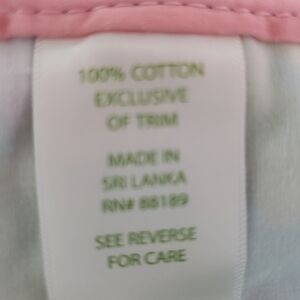 100% COTTON
EXCLUSIVE
OF TRIM
MADE IN
SRI LANKA
RN# 88189
SEE REVERSE
FOR CARE